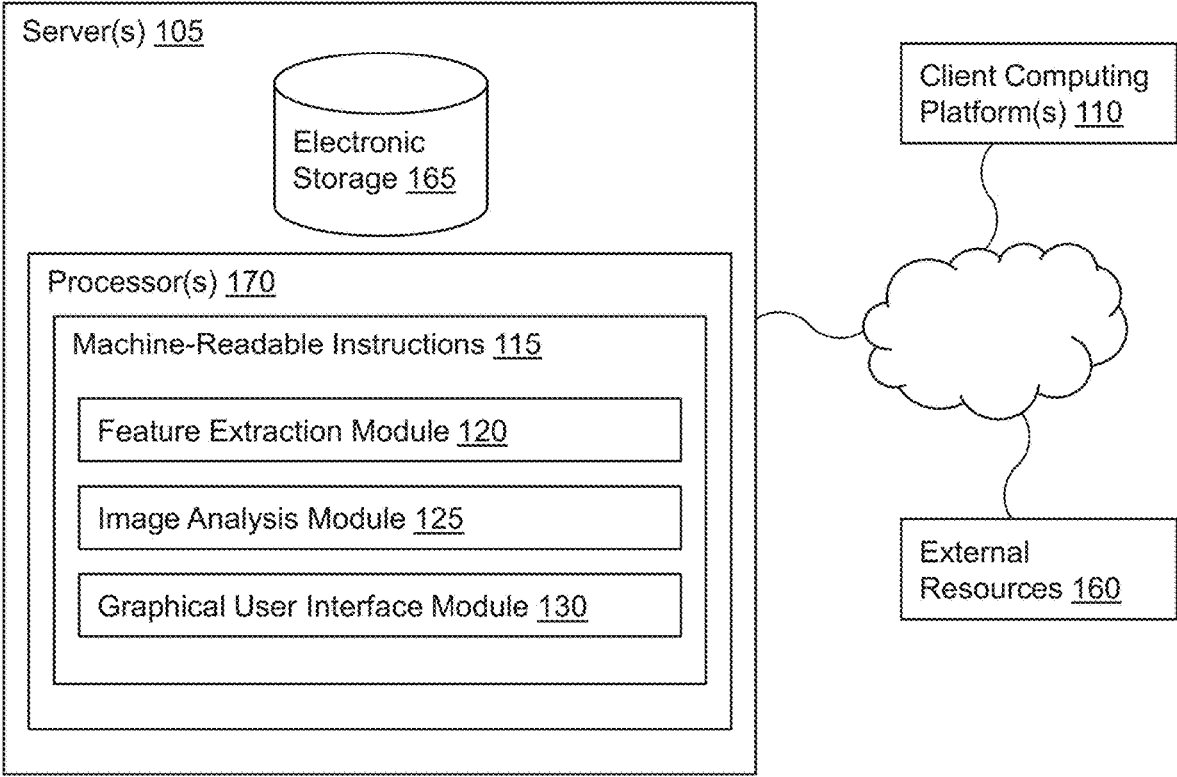 Server(s) 105
Electronic
Storage 165
Processor(s) 170
Machine-Readable Instructions 115
Feature Extraction Module 120
Image Analysis Module 125
Graphical User Interface Module 130
Client Computing
Platform(s) 110
External
Resources 160